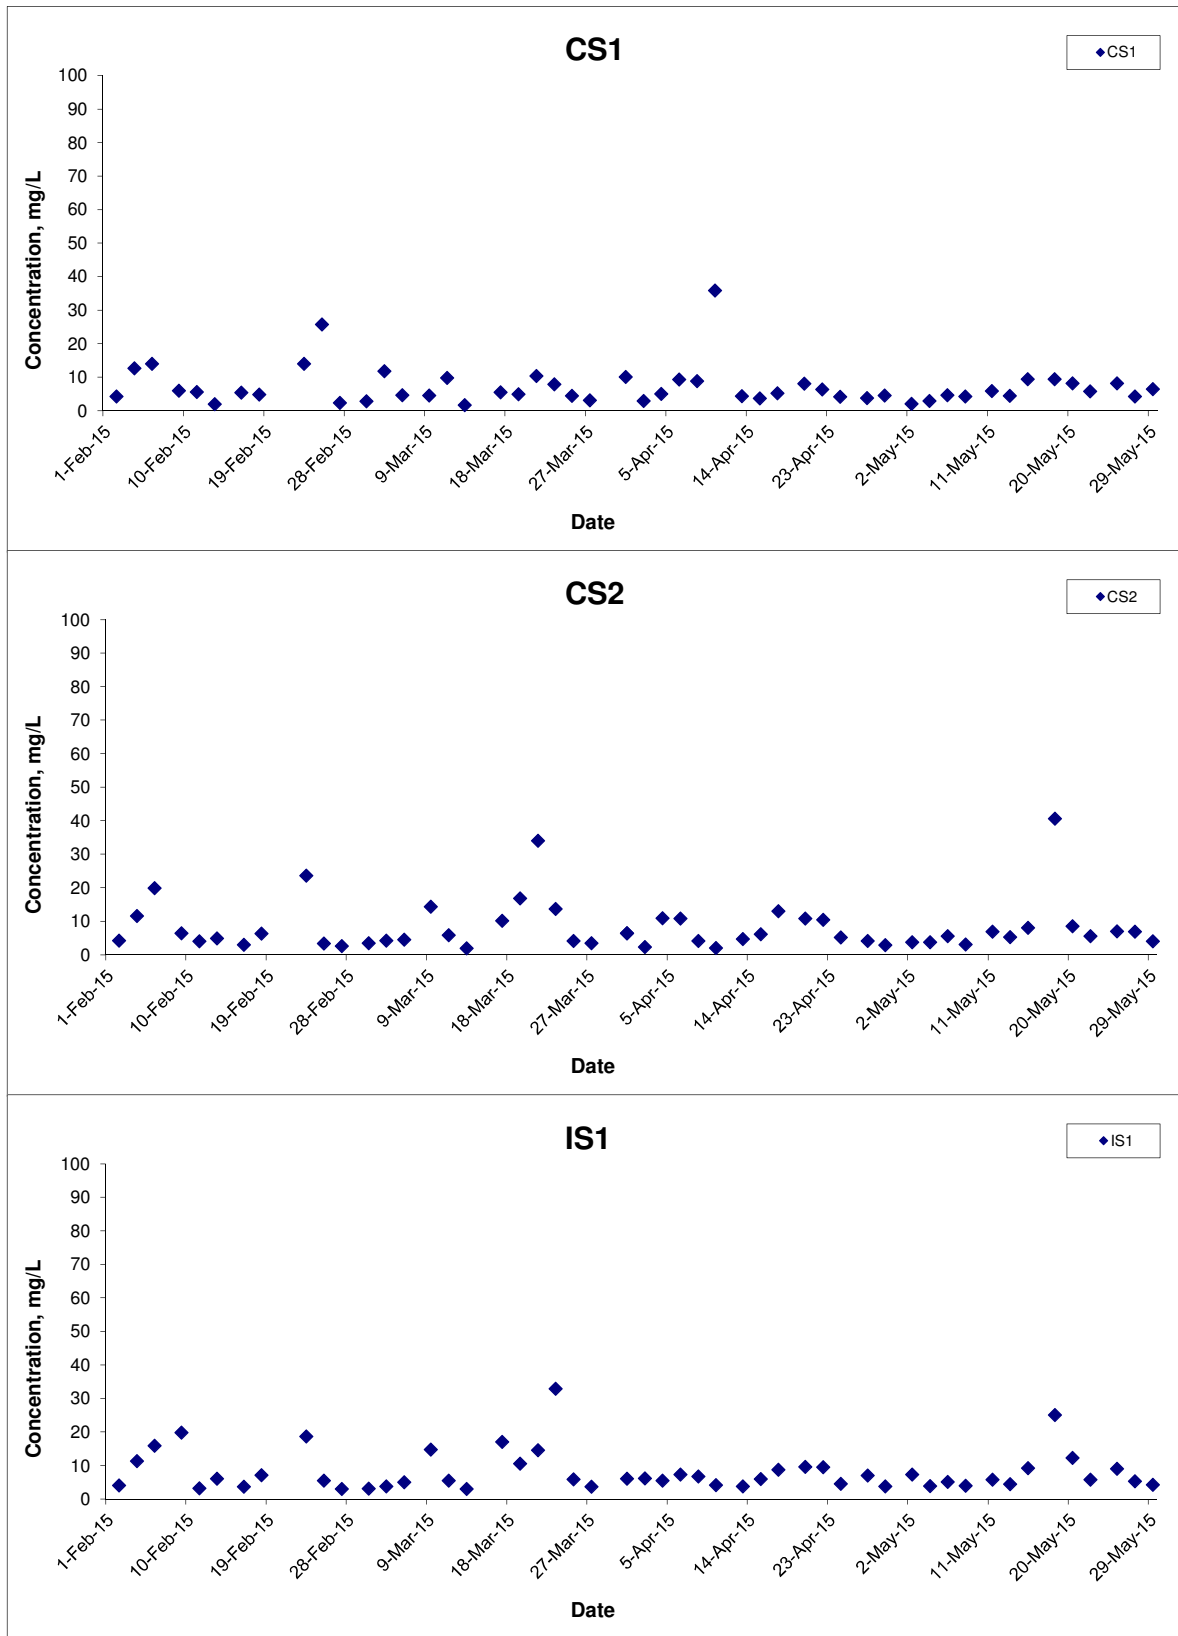 CS1
CS1
100
90
80
70
60
50
40
30
20
10
0
Concentration, mg/L
1-Feb-15
10-Feb-15
19-Feb-15
28-Feb-15
9-Mar-15
18-Mar-15
27-Mar-15
5-Apr-15
14-Apr-15
23-Apr-15
2-May-15
11-May-15
20-May-15
29-May-15
Date
CS2
CS2
100
90
80
70
60
50
40
30
20
10
0
Concentration, mg/L
1-Feb-15
10-Feb-15
19-Feb-15
28-Feb-15
9-Mar-15
18-Mar-15
27-Mar-15
5-Apr-15
14-Apr-15
23-Apr-15
2-May-15
11-May-15
20-May-15
29-May-15
Date
IS1
IS1
100
90
80
70
60
50
40
30
20
10
0
Concentration, mg/L
1-Feb-15
10-Feb-15
19-Feb-15
28-Feb-15
9-Mar-15
18-Mar-15
27-Mar-15
5-Apr-15
14-Apr-15
23-Apr-15
2-May-15
11-May-15
20-May-15
29-May-15
Date